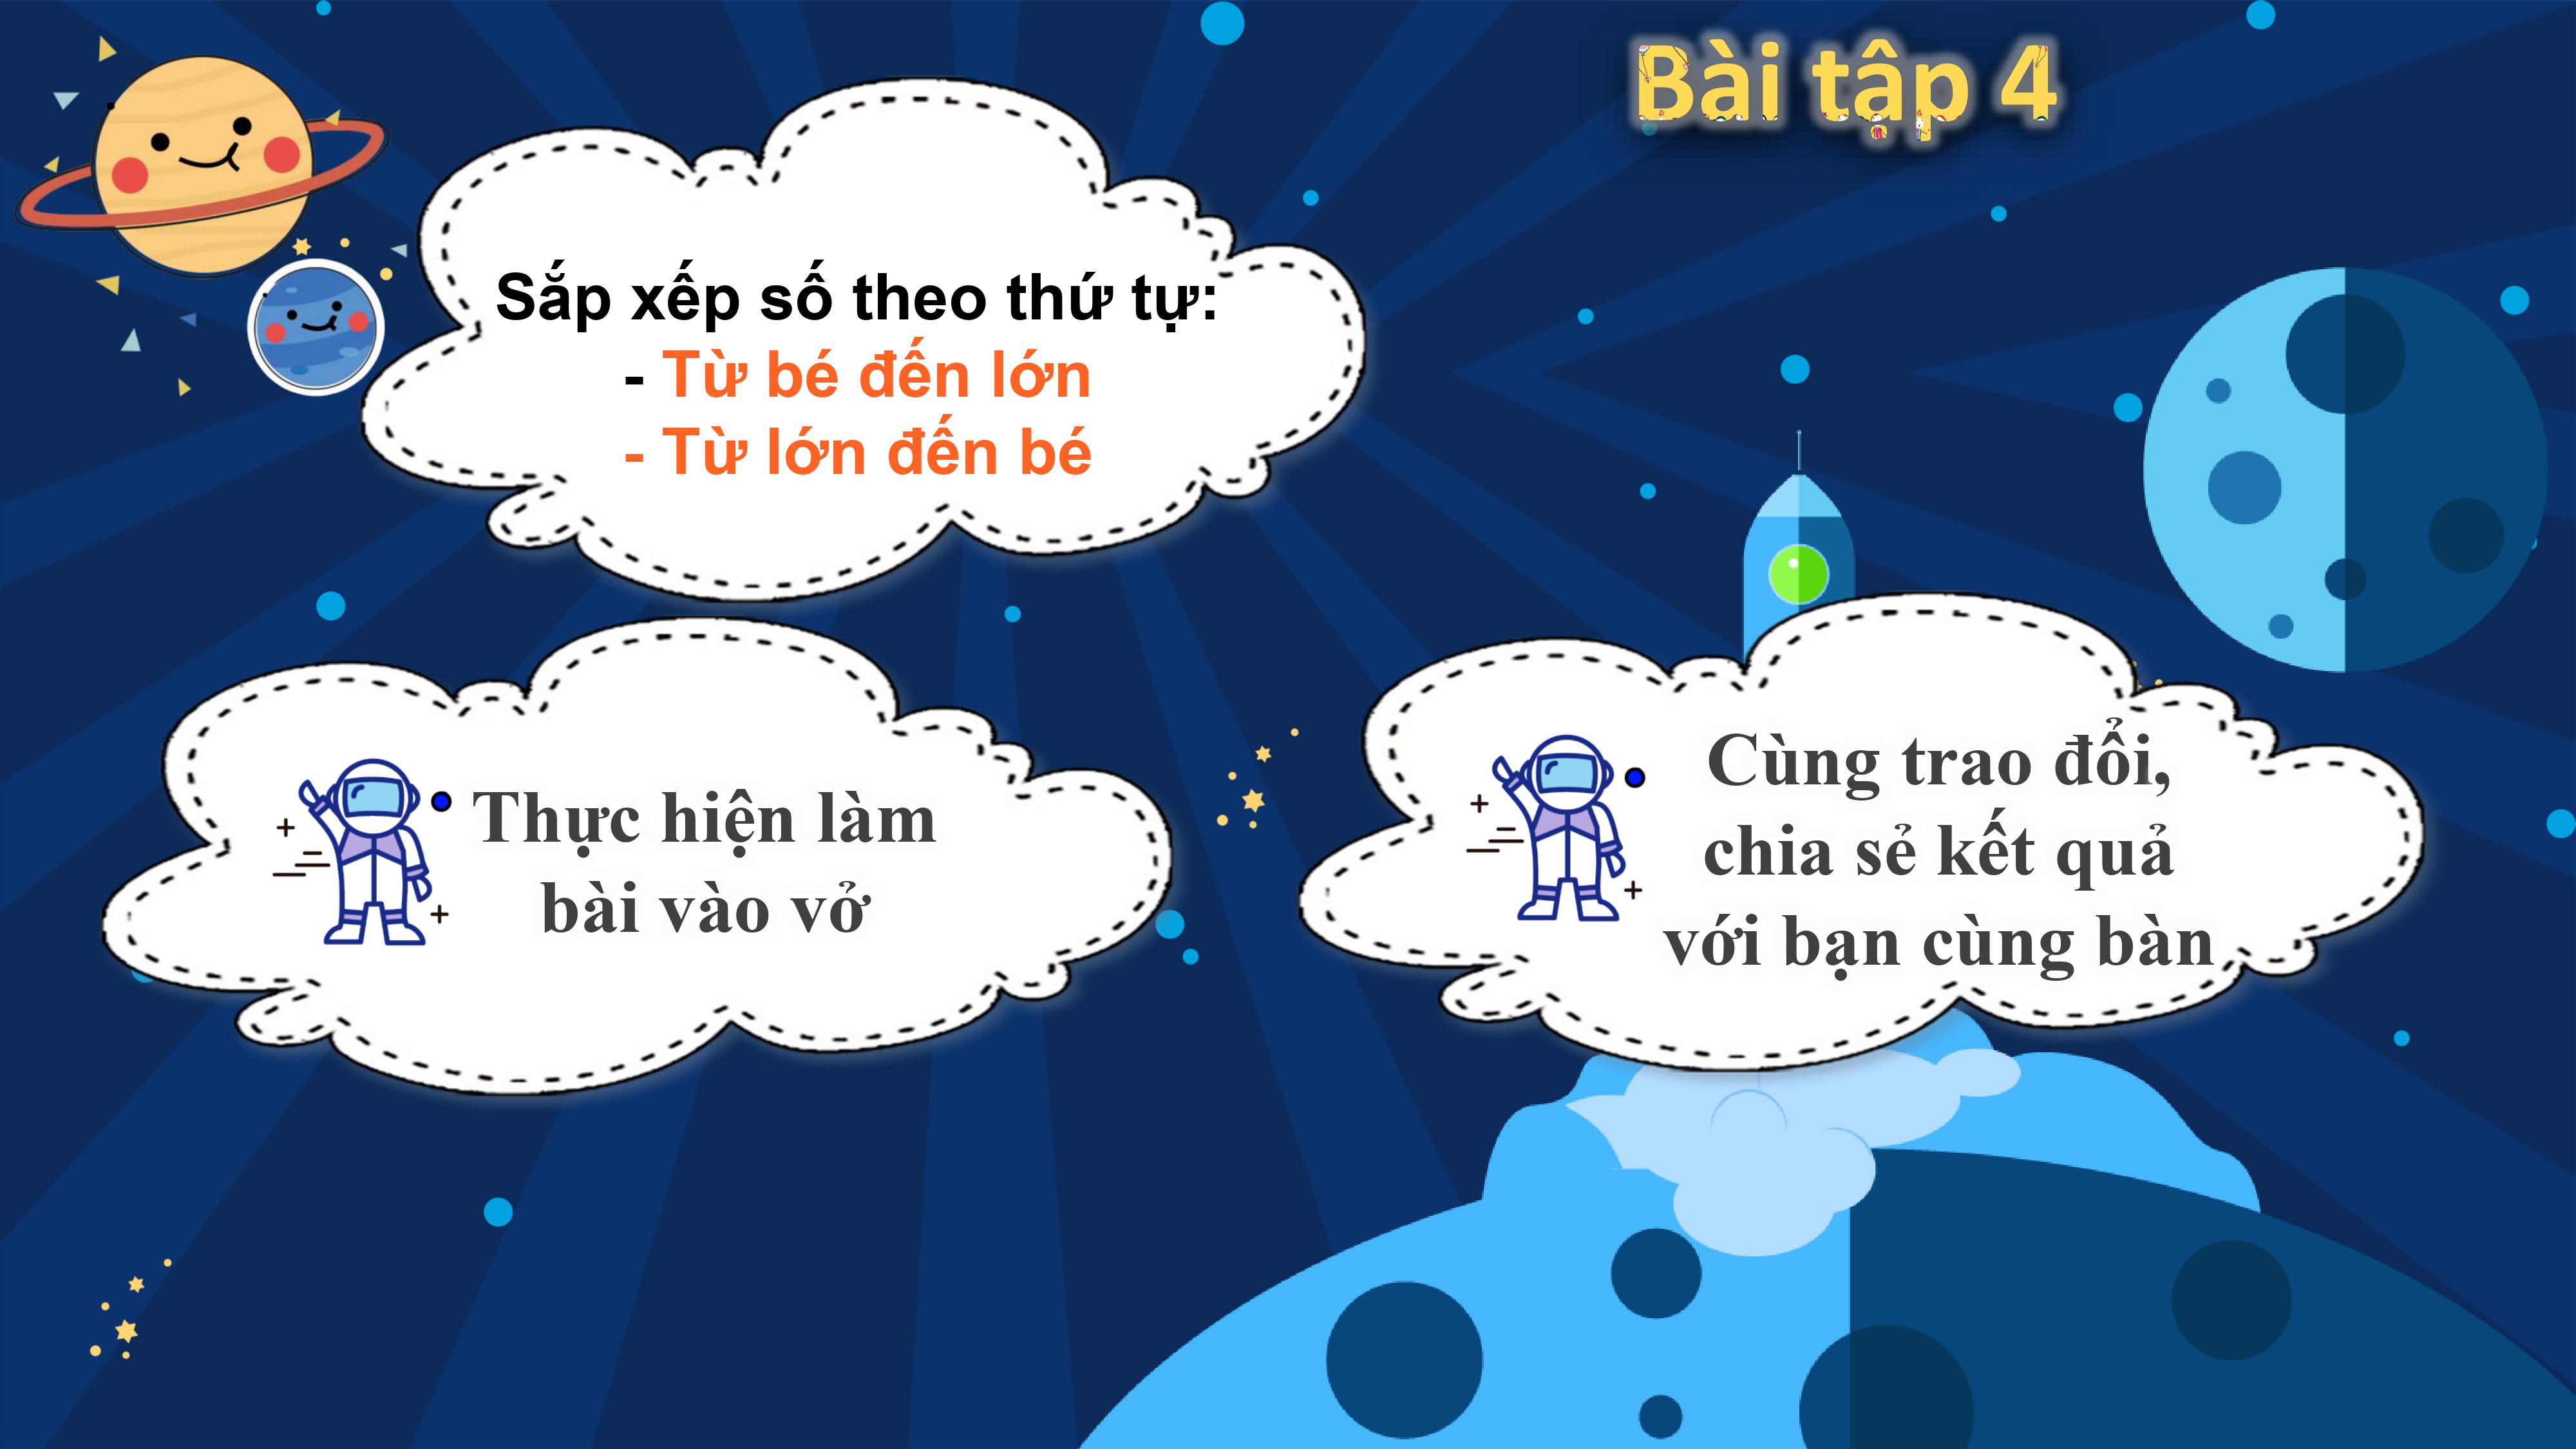 Bài tập 4
Sắp xếp số theo thứ tự:
- Từ bé đến lớn
- Từ lớn đến bé
Thực hiện làm
bài vào vở
Cùng trao đổi,
chia sẻ kết quả
với bạn cùng bàn